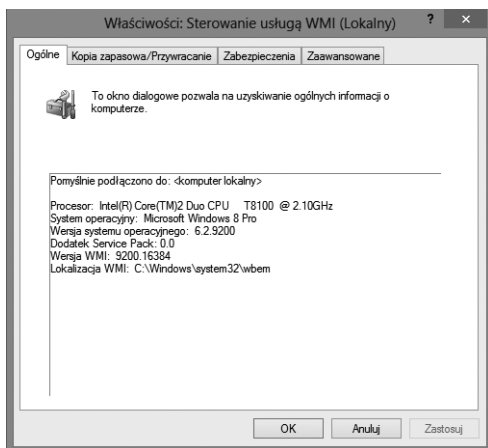 Właściwości: Sterowanie usługą WMI (Lokalny)
? ×
Ogólne Kopia zapasowa/Przywracanie Zabezpieczenia Zaawansowane
To okno dialogowe pozwala na uzyskiwanie ogólnych informacji o
komputerze.
Pomyślnie podłączono do: <komputer lokalny>
Procesor: Intel(R) Core(TM)2 Duo CPU T8100 @ 2.10GHz
System operacyjny: Microsoft Windows 8 Pro
Wersja systemu operacyjnego: 6.2.9200
Dodatek Service Pack: 0.0
Wersja WMI: 9200.16384
Lokalizacja WMI: C:\Windows\system32\wbem
OK Anuluj Zastosuj